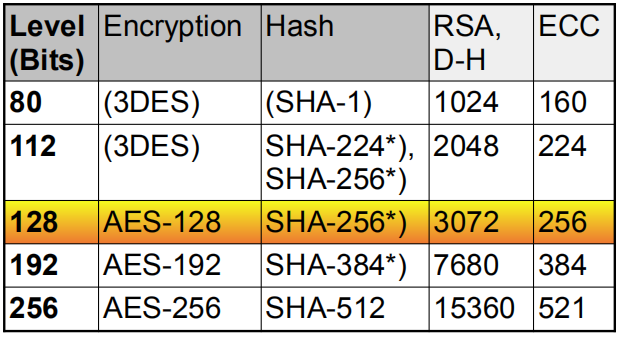 Level (Bits) Encryption Hash RSA, D-H ECC
80 (3DES) (SHA-1) 1024 160
112 (3DES) SHA-224*), SHA-256*) 2048 224
128 AES-128 SHA-256*) 3072 256
192 AES-192 SHA-384*) 7680 384
256 AES-256 SHA-512 15360 521